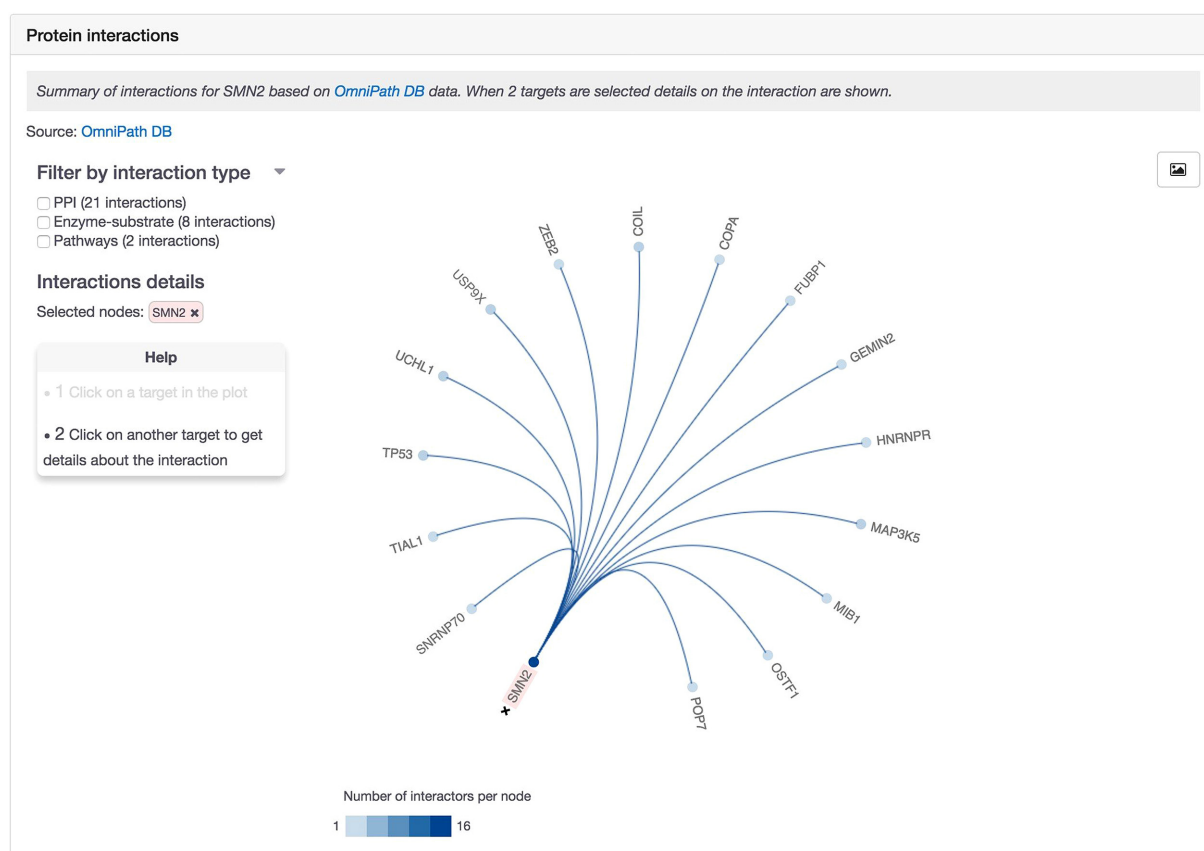 Protein interactions
Summary of interactions for SMN2 based on OmniPath DB data. When 2 targets are selected details on the interaction are shown.
Source: OmniPath DB
Filter by interaction type
PPI (21 interactions)
Enzyme-substrate (8 interactions)
Pathways (2 interactions)
Interactions details
Selected nodes: SMN2 ×
Help
• 1 Click on a target in the plot
• 2 Click on another target to get
details about the interaction
COIL
COPA
FUBP1
GEMIN2
HNRNPR
MAP3K5
MIB1
OSTF1
POP7
SMN2
×
SNRNP70
TIAL1
TP53
UCHL1
USP9X
ZEB2
Number of interactors per node
1 16